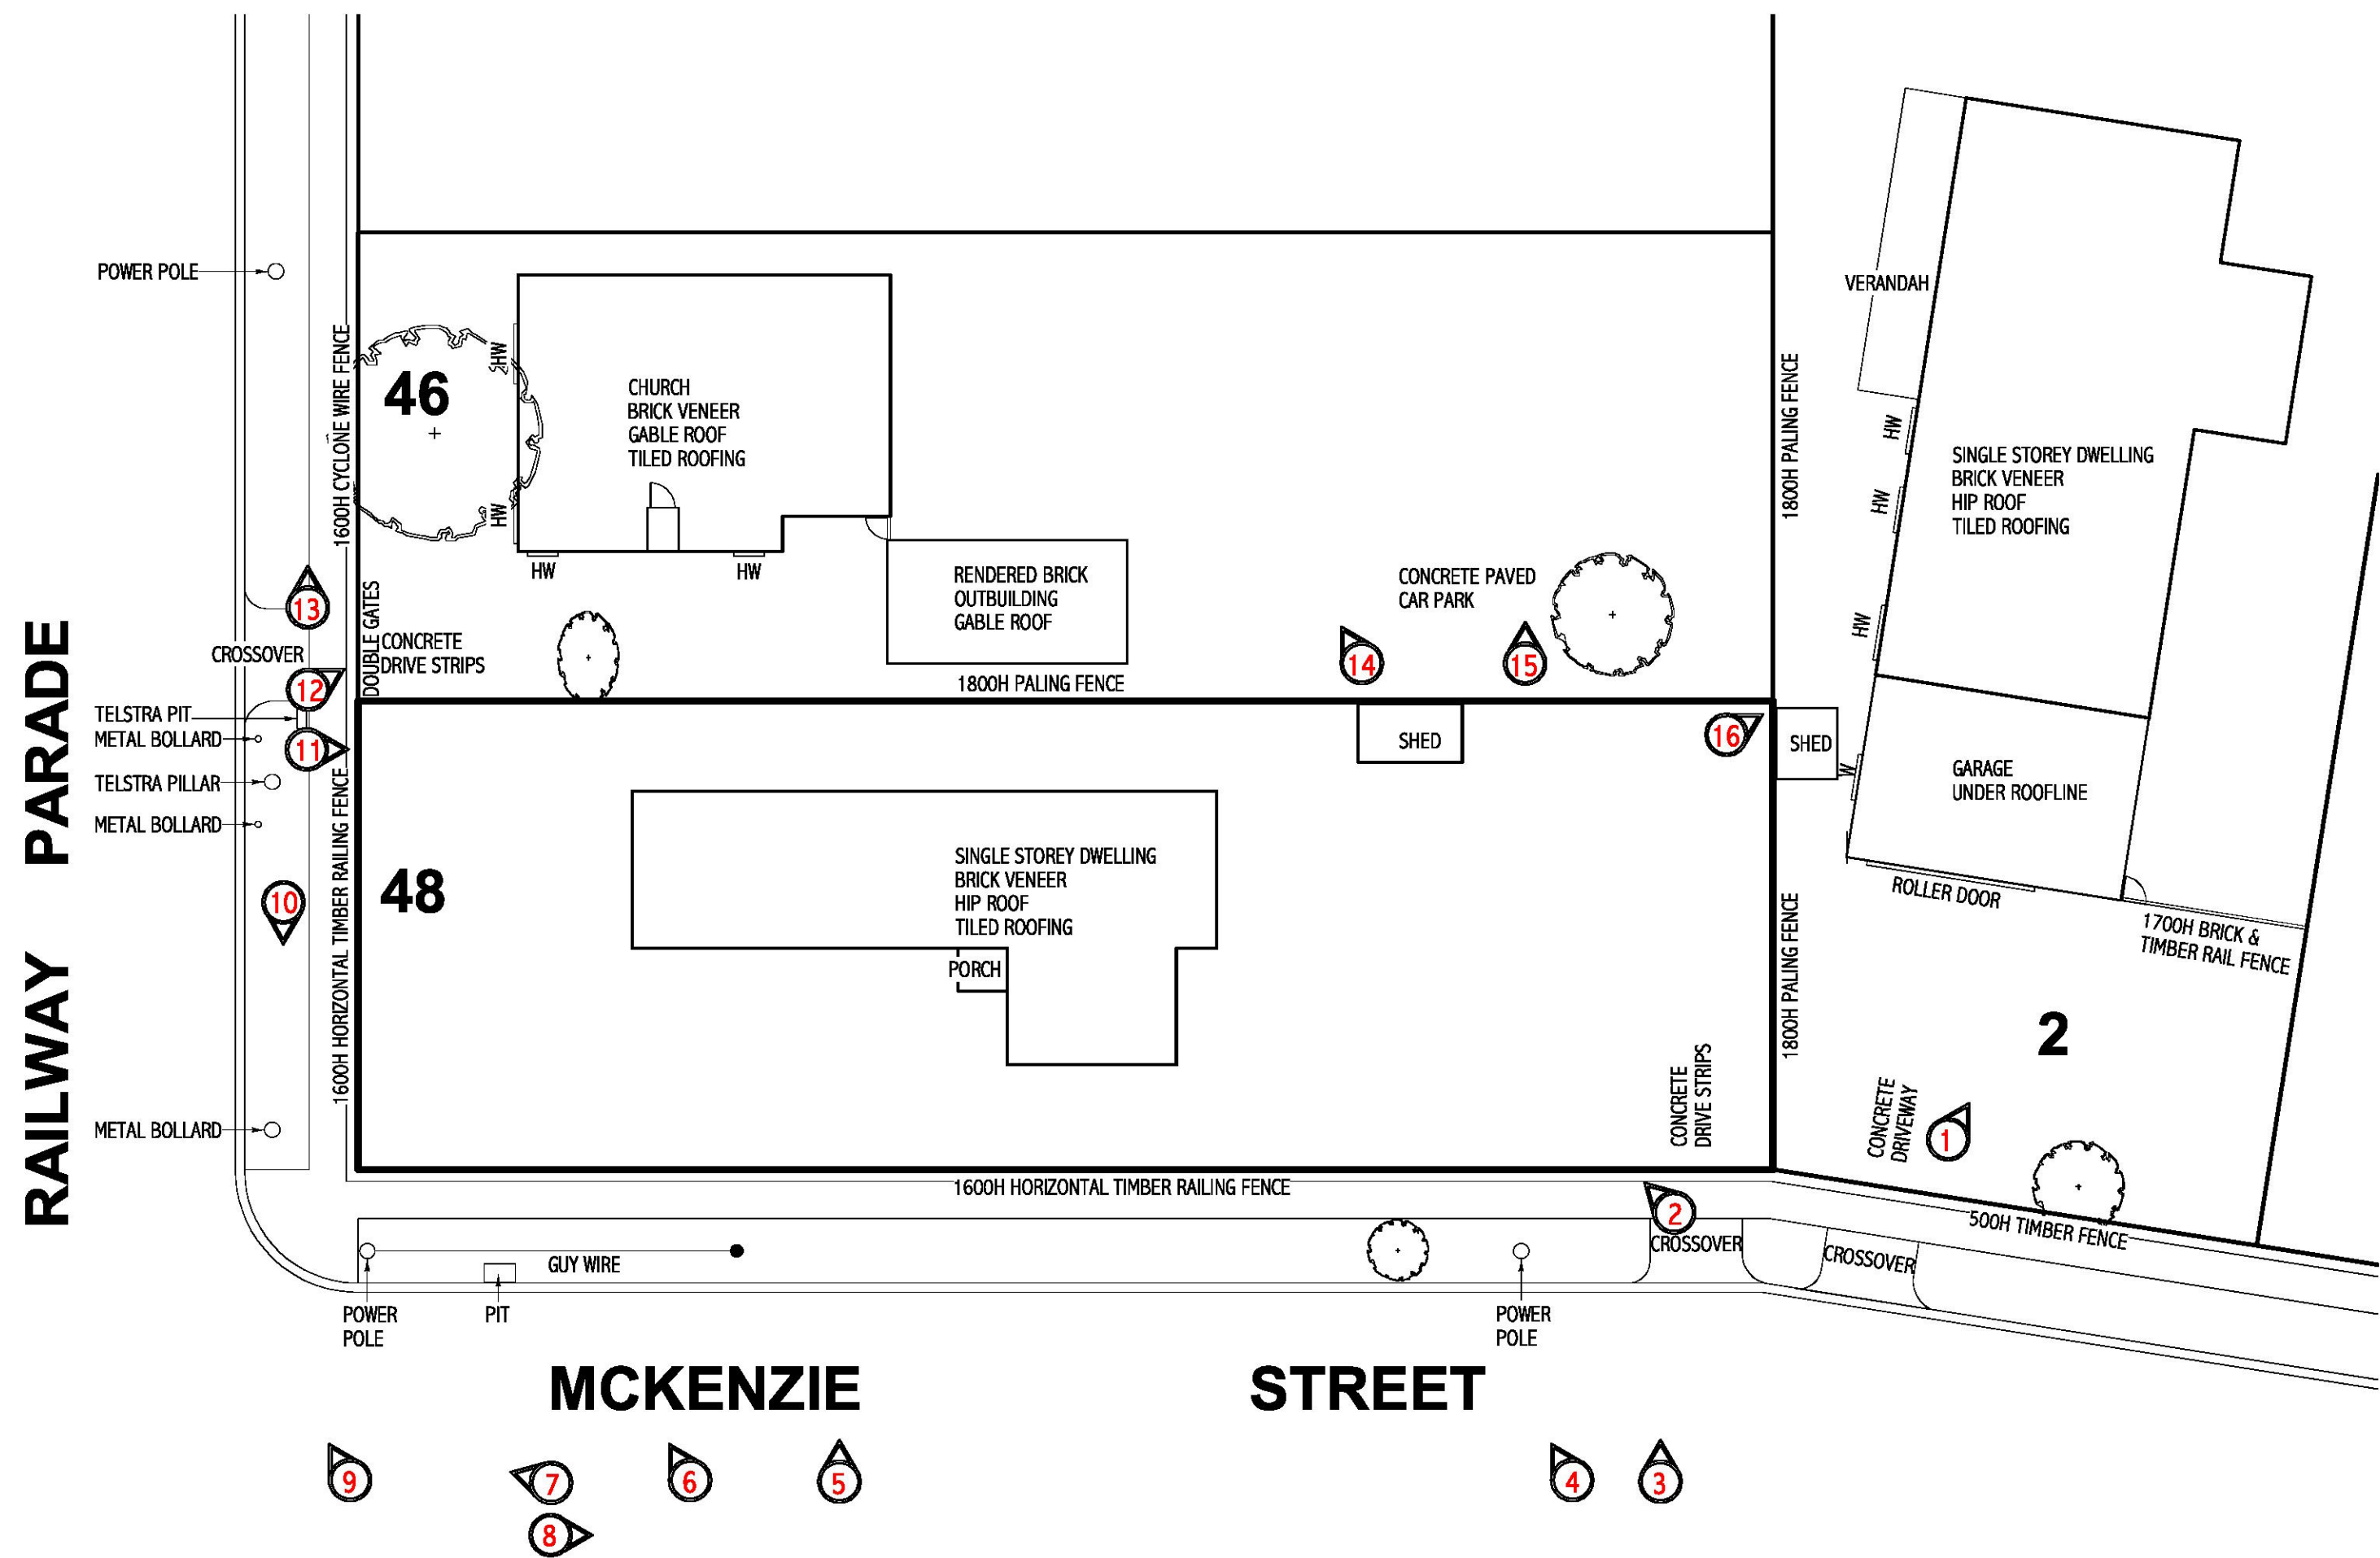 POWER POLE
VERANDAH
1600H CYCLONE WIRE FENCE
46
HW
HW
CHURCH
BRICK VENEER
GABLE ROOF
TILED ROOFING
1800H PALING FENCE
HW
HW
HW
SINGLE STOREY DWELLING
BRICK VENEER
HIP ROOF
TILED ROOFING
HW
HW
RENDERED BRICK
OUTBUILDING
GABLE ROOF
CONCRETE PAVED
CAR PARK
13
DOUBLE GATES
CONCRETE
DRIVE STRIPS
CROSSOVER
12
14
15
1800H PALING FENCE
TELSTRA PIT
METAL BOLLARD
11
TELSTRA PILLAR
METAL BOLLARD
SHED
16
SHED
W
GARAGE
UNDER ROOFLINE
RAILWAY PARADE
1600H HORIZONTAL TIMBER RAILING FENCE
10
48
SINGLE STOREY DWELLING
BRICK VENEER
HIP ROOF
TILED ROOFING
PORCH
1800H PALING FENCE
ROLLER DOOR
1700H BRICK &
TIMBER RAIL FENCE
2
METAL BOLLARD
CONCRETE
DRIVE STRIPS
CONCRETE
DRIVEWAY
1
1600H HORIZONTAL TIMBER RAILING FENCE
2
500H TIMBER FENCE
CROSSOVER
CROSSOVER
GUY WIRE
POWER
POLE
PIT
POWER
POLE
MCKENZIE STREET
9
7
6
5
4
3
8